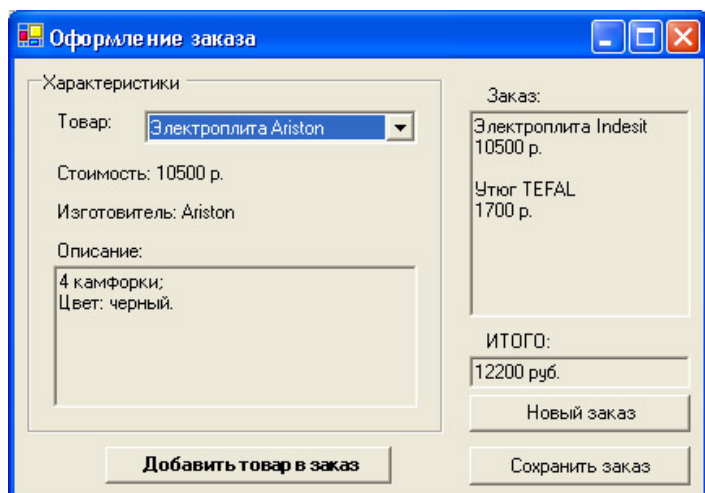 Оформление заказа
Характеристики
Товар:
Электроплита Ariston
Стоимость: 10500 р.
Изготовитель: Ariston
Описание:
4 камфорки;
Цвет: черный.
Добавить товар в заказ
Заказ:
Электроплита Indesit
10500 р.
Утюг TEFAL
1700 р.
ИТОГО:
12200 руб.
Новый заказ
Сохранить заказ